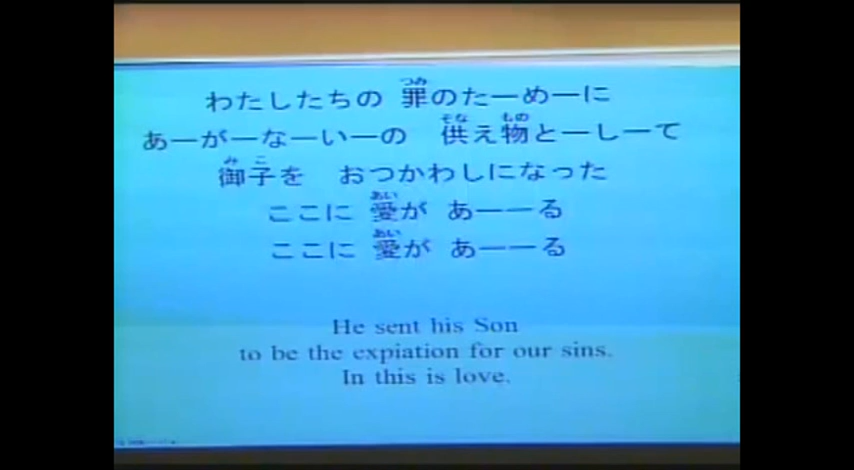 わたしたちの 罪のたーめーに
あーがーなーいーの 供え物とーしーて
御子を おつかわしになった
ここに 愛が あーーる
ここに 愛が あーーる
He sent his Son
to be the expiation for our sins.
In this is love.